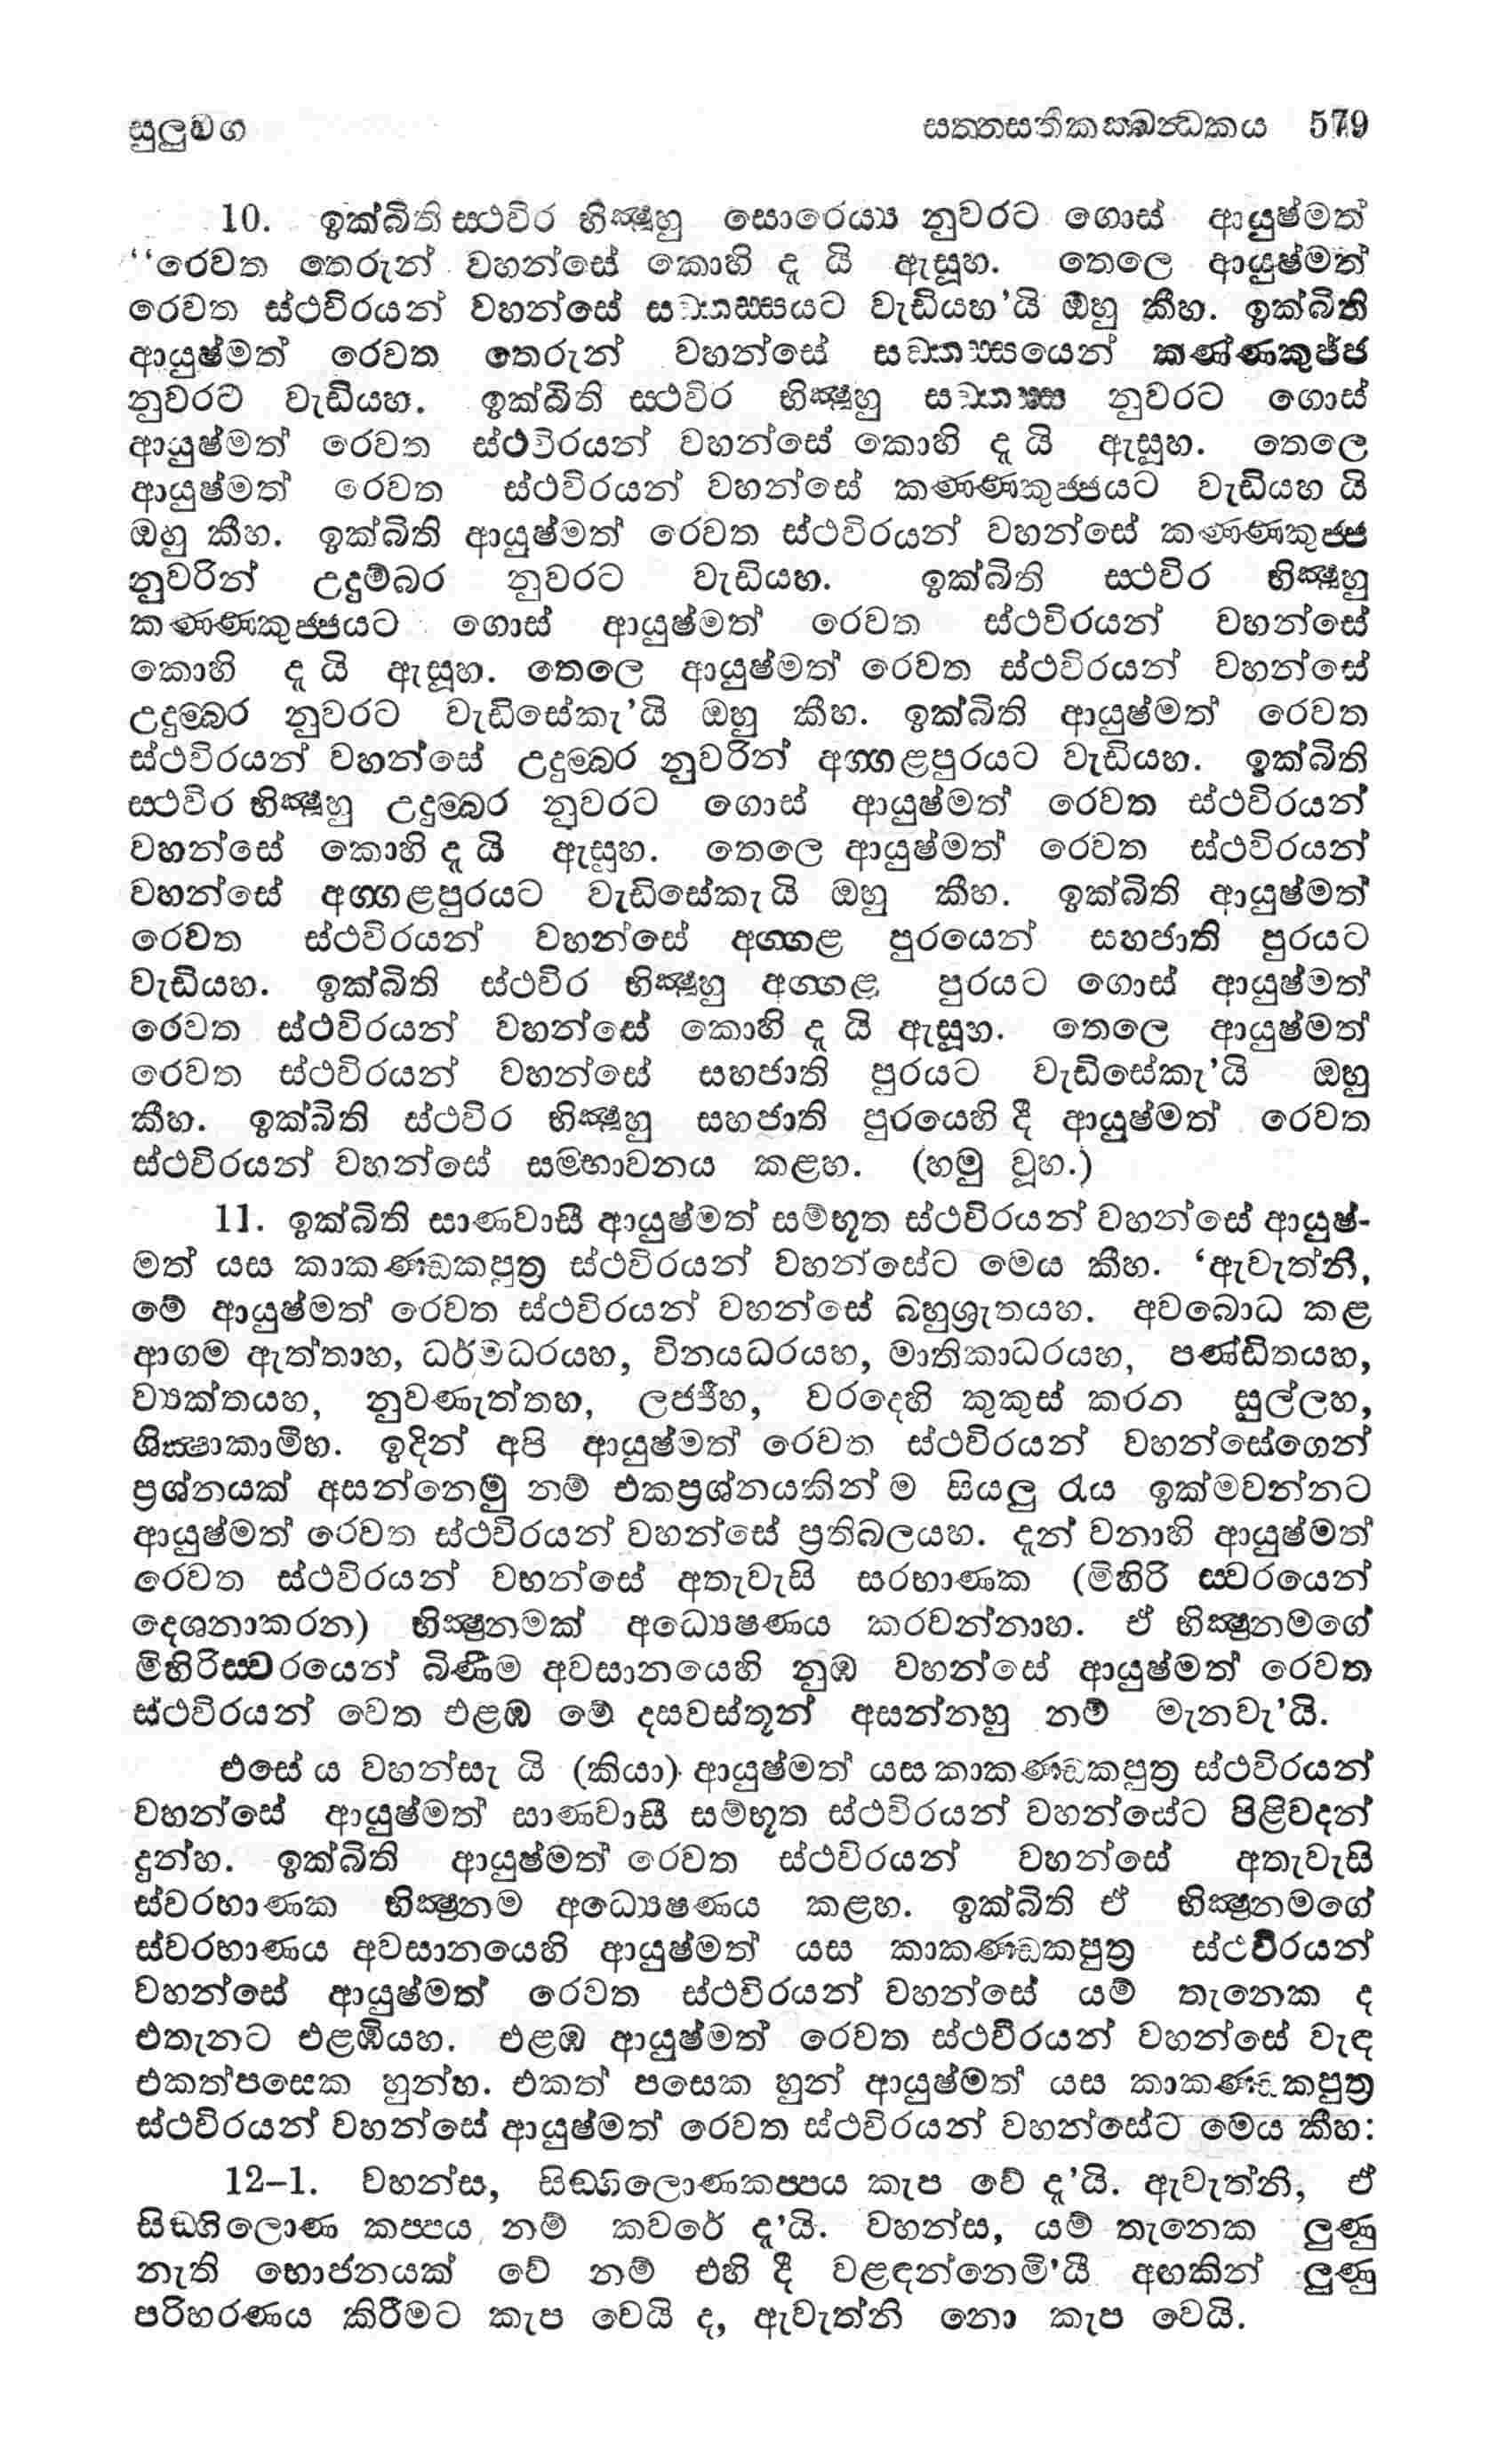 සුලුවග සත්තසතිකක්ඛන්ධකය 579
10. ඉක්බිති ස්ථවිර භික්ෂූහු සොරෙය්‍ය නුවරට ගොස් ආයුෂ්මත්
‘‘රෙවත තෙරුන් වහන්සේ කොහි දැ යි ඇසූහ. තෙලෙ ආයුෂ්මත්
රෙවත ස්ථවිරයන් වහන්සේ සඞ්කස්සයට වැඩියහ’යි ඔහු කීහ. ඉක්බිති
ආයුෂ්මත් රෙවත තෙරුන් වහන්සේ සඞ්කස්සයෙන් කණ්ණකුජ්ජ
නුවරට වැඩියහ. ඉක්බිති ස්ථවිර භික්ෂූහු සඞ්කස්ස නුවරට ගොස්
ආයුෂ්මත් රෙවත ස්ථවිරයන් වහන්සේ කොහි දැ යි ඇසූහ. තෙලෙ
ආයුෂ්මත් රෙවත ස්ථවිරයන් වහන්සේ කණ්ණකුජ්ජයට වැඩියහ යි
ඔහු කීහ. ඉක්බිති ආයුෂ්මත් රෙවත ස්ථවිරයන් වහන්සේ කණ්ණකුජ්ජ
නුවරින් උදුම්බර නුවරට වැඩියහ. ඉක්බිති ස්ථවිර භික්ෂූහු
කණ්ණකුජ්ජයට ගොස් ආයුෂ්මත් රෙවත ස්ථවිරයන් වහන්සේ
කොහි දැ යි ඇසූහ. තෙලෙ ආයුෂ්මත් රෙවත ස්ථවිරයන් වහන්සේ
උදුම්බර නුවරට වැඩිසේකැ’යි ඔහු කීහ. ඉක්බිති ආයුෂ්මත් රෙවත
ස්ථවිරයන් වහන්සේ උදුම්බර නුවරින් අග්ගළපුරයට වැඩියහ. ඉක්බිති
ස්ථවිර භික්ෂූහු උදුම්බර නුවරට ගොස් ආයුෂ්මත් රෙවත ස්ථවිරයන්
වහන්සේ කොහි දැ යි ඇසූහ. තෙලෙ ආයුෂ්මත් රෙවත ස්ථවිරයන්
වහන්සේ අග්ගළපුරයට වැඩිසේකැ යි ඔහු කීහ. ඉක්බිති ආයුෂ්මත්
රෙවත ස්ථවිරයන් වහන්සේ අග්ගළ පුරයෙන් සහජාති පුරයට
වැඩියහ. ඉක්බිති ස්ථවිර භික්ෂූහු අග්ගළ පුරයට ගොස් ආයුෂ්මත්
රෙවත ස්ථවිරයන් වහන්සේ කොහි දැ යි ඇසූහ. තෙලෙ ආයුෂ්මත්
රෙවත ස්ථවිරයන් වහන්සේ සහජාති පුරයට වැඩිසේකැ’යි ඔහු
කීහ. ඉක්බිති ස්ථවිර භික්ෂූහු සහජාති පුරයෙහි දී ආයුෂ්මත් රෙවත
ස්ථවිරයන් වහන්සේ සම්භාවනය කළහ. (හමු වූහ.)
11. ඉක්බිති සාණවාසී ආයුෂ්මත් සම්භූත ස්ථවිරයන් වහන්සේ ආයුෂ්-
මත් යස කාකණ්ඩකපුත්‍ර ස්ථවිරයන් වහන්සේට මෙය කීහ. ‘ඇවැත්නි,
මේ ආයුෂ්මත් රෙවත ස්ථවිරයන් වහන්සේ බහුශ්‍රුතයහ. අවබොධ කළ
ආගම ඇත්තාහ, ධර්මධරයහ, විනයධරයහ, මාතිකාධරයහ, පණ්ඩිතයහ,
ව්‍යක්තයහ, නුවණැත්තහ, ලජ්ජීහ, වරදෙහි කුකුස් කරන සුල්ලහ,
ශික්ෂාකාමීහ. ඉදින් අපි ආයුෂ්මත් රෙවත ස්ථවිරයන් වහන්සේගෙන්
ප්‍රශ්නයක් අසන්නෙමු නම් එකප්‍රශ්නයකින් ම සියලු රැය ඉක්මවන්නට
ආයුෂ්මත් රෙවත ස්ථවිරයන් වහන්සේ ප්‍රතිබලයහ. දැන් වනාහි ආයුෂ්මත්
රෙවත ස්ථවිරයන් වහන්සේ අතැවැසි සරභාණක (මිහිරි ස්වරයෙන්
දෙශනාකරන) භික්ෂුනමක් අධ්‍යෙෂණය කරවන්නාහ. ඒ භික්ෂුනමගේ
මිහිරිස්වරයෙන් බිණීම අවසානයෙහි නුඹ වහන්සේ ආයුෂ්මත් රෙවත
ස්ථවිරයන් වෙත එළඹ මේ දසවස්තූන් අසන්නහු නම් මැනවැ’යි.
එසේ ය වහන්සැ යි (කියා) ආයුෂ්මත් යස කාකණ්ඩකපුත්‍ර ස්ථවිරයන්
වහන්සේ ආයුෂ්මත් සාණවාසී සම්භූත ස්ථවිරයන් වහන්සේට පිළිවදන්
දුන්හ. ඉක්බිති ආයුෂ්මත් රෙවත ස්ථවිරයන් වහන්සේ අතැවැසි
ස්වරභාණක භික්ෂුනම අධ්‍යෙෂණය කළහ. ඉක්බිති ඒ භික්ෂුනමගේ
ස්වරභාණය අවසානයෙහි ආයුෂ්මත් යස කාකණ්ඩකපුත්‍ර ස්ථවිරයන්
වහන්සේ ආයුෂ්මත් රෙවත ස්ථවිරයන් වහන්සේ යම් තැනෙක ද
එතැනට එළඹියහ. එළඹ ආයුෂ්මත් රෙවත ස්ථවිරයන් වහන්සේ වැඳ
එකත්පසෙක හුන්හ. එකත් පසෙක හුන් ආයුෂ්මත් යස කාකණ්ඩකපුත්‍ර
ස්ථවිරයන් වහන්සේ ආයුෂ්මත් රෙවත ස්ථවිරයන් වහන්සේට මෙය කීහ:
12–1. වහන්ස, සිඞ්ගිලොණකප්පය කැප වේ දැ’යි. ඇවැත්නි, ඒ
සිඞ්ගිලොණ කප්පය නම් කවරේ දැ’යි. වහන්ස, යම් තැනෙක ලුණු
නැති භොජනයක් වේ නම් එහි දී වළඳන්නෙමි’යී අඟකින් ලුණු
පරිහරණය කිරීමට කැප වෙයි ද, ඇවැත්නි නො කැප වෙයි.